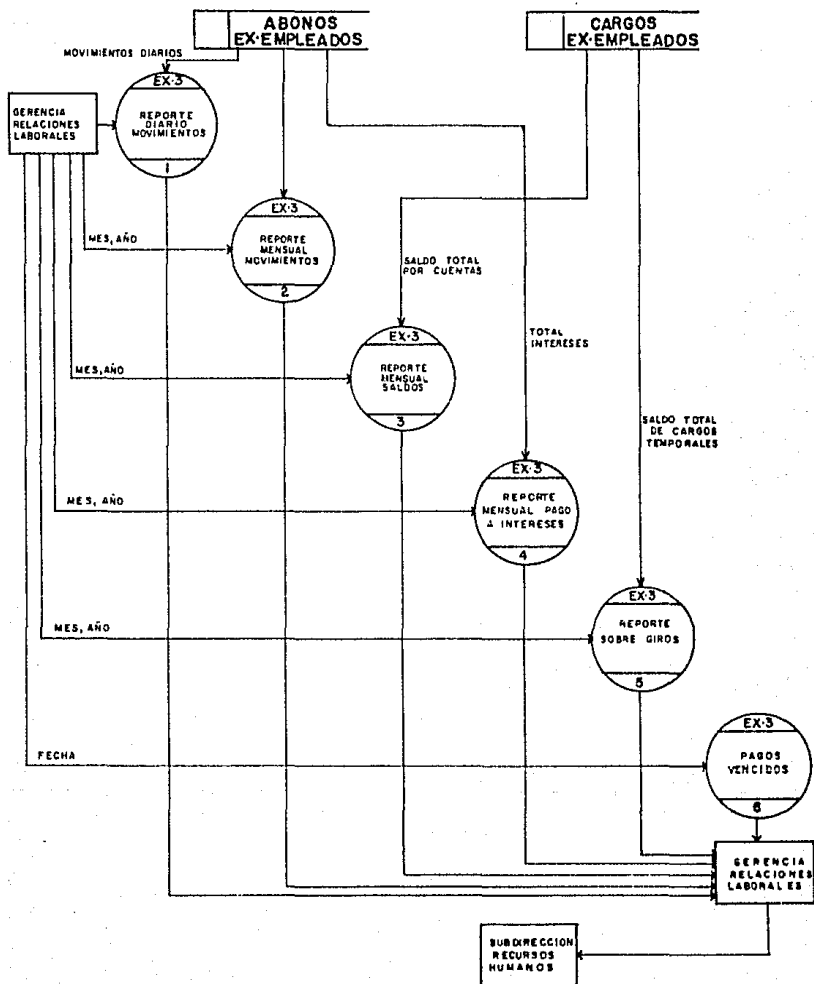 ABONOS
EX-EMPLEADOS
CARGOS
EX-EMPLEADOS
MOVIMIENTOS DIARIOS
GERENCIA
RELACIONES
LABORALES
EX-3
REPORTE
DIARIO
MOVIMIENTOS
1
MES, AÑO
EX-3
REPORTE
MENSUAL
MOVIMIENTOS
2
SALDO TOTAL
POR CUENTAS
MES, AÑO
EX-3
REPORTE
MENSUAL
SALDOS
3
TOTAL
INTERESES
MES, AÑO
EX-3
REPORTE
MENSUAL PAGO
A INTERESES
4
SALDO TOTAL
DE CARGOS
TEMPORALES
MES, AÑO
EX-3
REPORTE
SOBRE GIROS
5
FECHA
EX-3
PAGOS
VENCIDOS
6
GERENCIA
RELACIONES
LABORALES
SUBDIRECCION
RECURSOS
HUMANOS